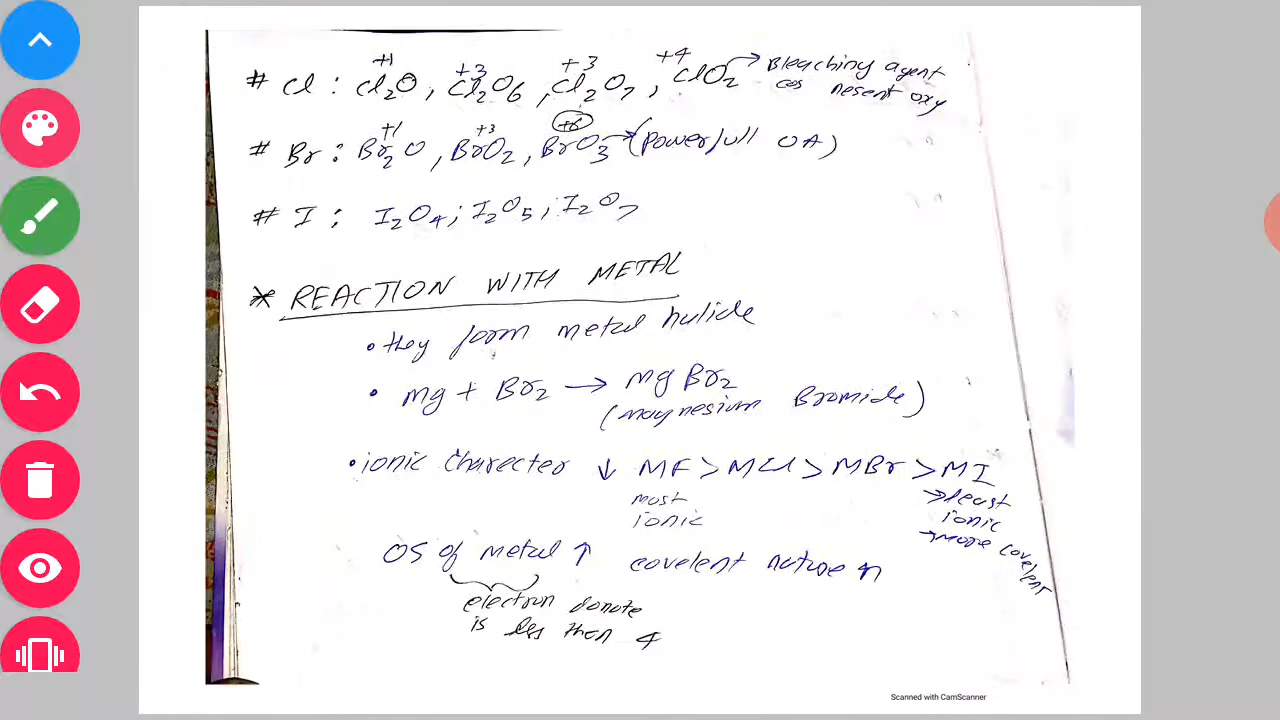 # Cl : Cl₂O, Cl₂O₆, Cl₂O₇, ClO₂ → Bleaching agent
+1 +3 +3 +4
cos nesent oxy
# Br : Br₂O, BrO₂, BrO₃ → (powerfull OA)
+1 +3 +6
# I : I₂O₄; I₂O₅; I₂O₇
* REACTION WITH METAL
• they form metal halide
• Mg + Br₂ → MgBr₂
(magnesium Bromide)
• ionic charecter ↓ MF > MCl > MBr > MI
most ionic
→ least ionic
→ more covelent
OS of metal ↑ covelent nature ↑
electron donote
is less then 4
Scanned with CamScanner